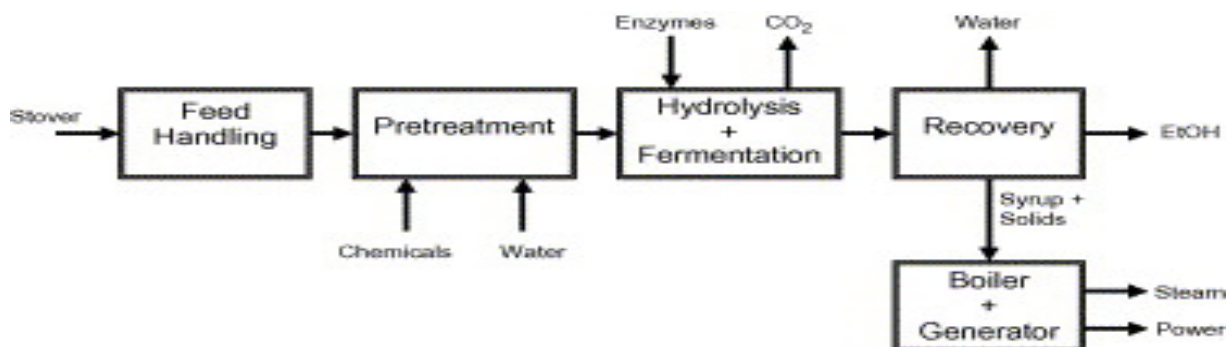 Enzymes
CO₂
Water
Stover
Feed
Handling
Pretreatment
Hydrolysis
+
Fermentation
Recovery
EtOH
Chemicals
Water
Syrup +
Solids
Boiler
+
Generator
Steam
Power